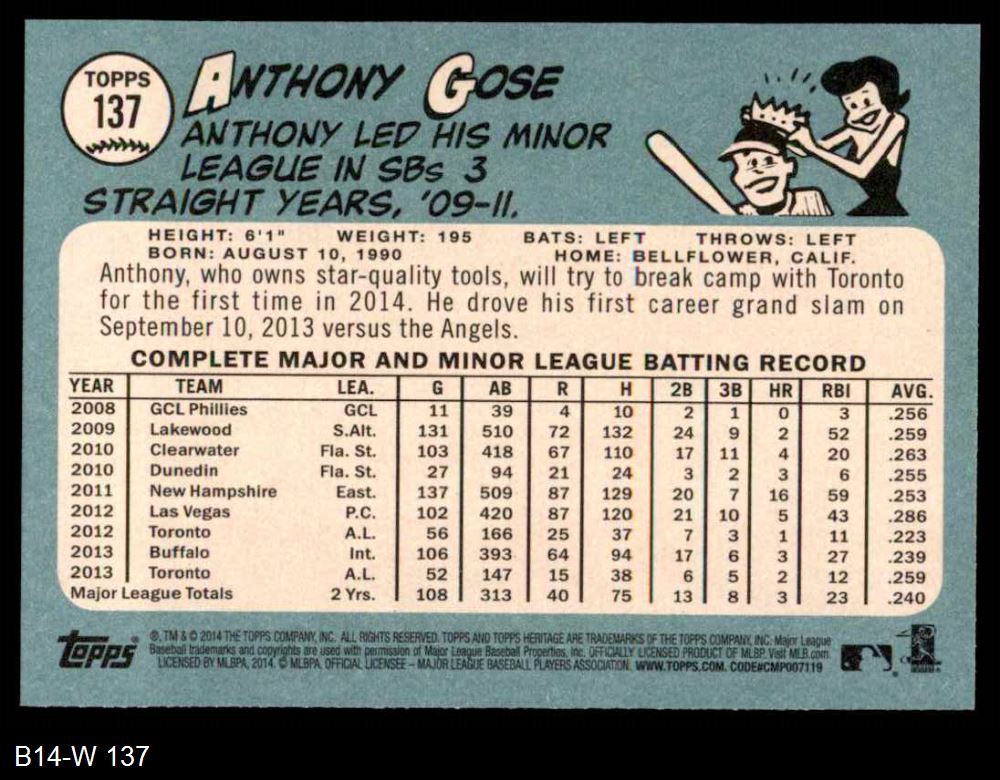 TOPPS
137
ANTHONY GOSE
ANTHONY LED HIS MINOR
LEAGUE IN SBs 3
STRAIGHT YEARS, '09-11.
HEIGHT: 6'1" WEIGHT: 195 BATS: LEFT THROWS: LEFT
BORN: AUGUST 10, 1990 HOME: BELLFLOWER, CALIF.
Anthony, who owns star-quality tools, will try to break camp with Toronto
for the first time in 2014. He drove his first career grand slam on
September 10, 2013 versus the Angels.
COMPLETE MAJOR AND MINOR LEAGUE BATTING RECORD
YEAR TEAM LEA. G AB R H 2B 3B HR RBI AVG.
2008 GCL Phillies GCL 11 39 4 10 2 1 0 3 .256
2009 Lakewood S.Alt. 131 510 72 132 24 9 2 52 .259
2010 Clearwater Fla. St. 103 418 67 110 17 11 4 20 .263
2010 Dunedin Fla. St. 27 94 21 24 3 2 3 6 .255
2011 New Hampshire East. 137 509 87 129 20 7 16 59 .253
2012 Las Vegas P.C. 102 420 87 120 21 10 5 43 .286
2012 Toronto A.L. 56 166 25 37 7 3 1 11 .223
2013 Buffalo Int. 106 393 64 94 17 6 3 27 .239
2013 Toronto A.L. 52 147 15 38 6 5 2 12 .259
Major League Totals 2 Yrs. 108 313 40 75 13 8 3 23 .240
topps
®, TM & © 2014 THE TOPPS COMPANY, INC. ALL RIGHTS RESERVED. TOPPS AND TOPPS HERITAGE ARE TRADEMARKS OF THE TOPPS COMPANY, INC. Major League
Baseball trademarks and copyrights are used with permission of Major League Baseball Properties, Inc. OFFICIALLY LICENSED PRODUCT OF MLBP. Visit MLB.com
LICENSED BY MLBPA, 2014. © MLBPA. OFFICIAL LICENSEE – MAJOR LEAGUE BASEBALL PLAYERS ASSOCIATION. WWW.TOPPS.COM. CODE#CMP007119
B14-W 137